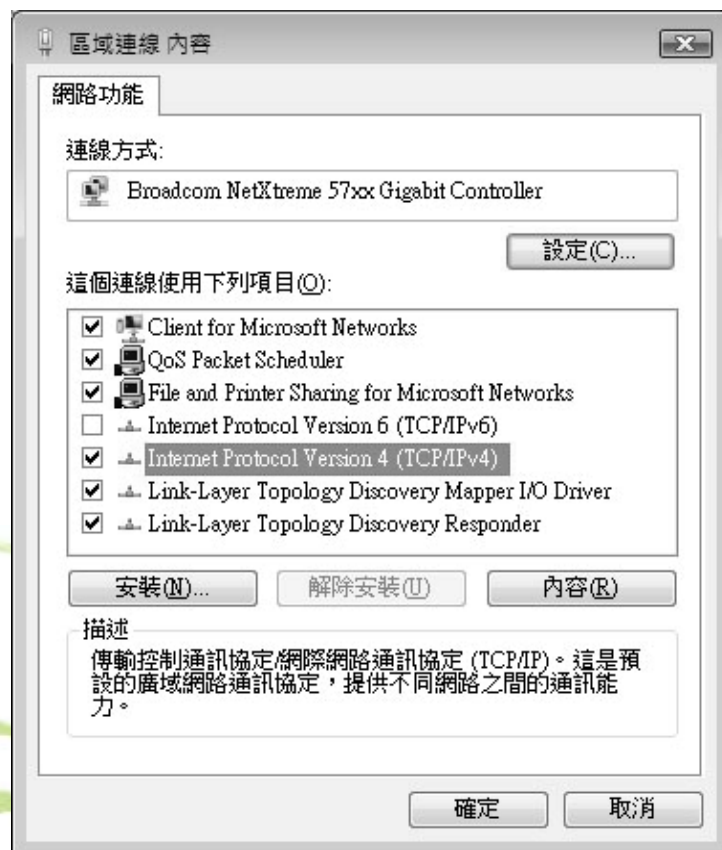 區域連線 內容
網路功能
連線方式:
Broadcom NetXtreme 57xx Gigabit Controller
設定(C)...
這個連線使用下列項目(O):
Client for Microsoft Networks
QoS Packet Scheduler
File and Printer Sharing for Microsoft Networks
Internet Protocol Version 6 (TCP/IPv6)
Internet Protocol Version 4 (TCP/IPv4)
Link-Layer Topology Discovery Mapper I/O Driver
Link-Layer Topology Discovery Responder
安裝(N)... 解除安裝(U) 內容(R)
描述
傳輸控制通訊協定/網際網路通訊協定 (TCP/IP)。這是預
設的廣域網路通訊協定，提供不同網路之間的通訊能
力。
確定 取消